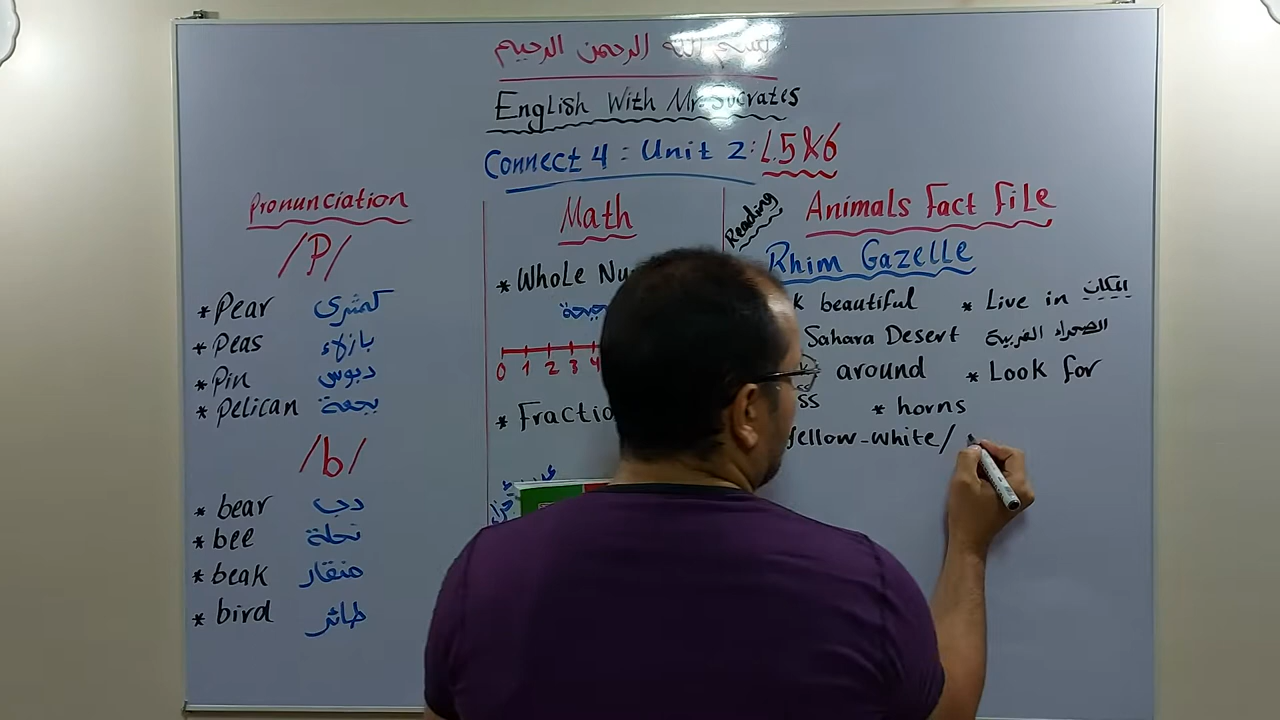 بسم الله الرحمن الرحيم
English With Mr. Socrates
Connect 4 : Unit 2 : L.5&6
Pronunciation
/P/
* Pear كمثرى
* Peas بازلاء
* Pin دبوس
* Pelican بجعة
/b/
* bear دب
* bee نحلة
* beak منقار
* bird طائر
Math
* Whole Nu
0 1 2 3 4
* Fractio
Reading
Animals Fact File
Rhim Gazelle
k beautiful * Live in المكان
Sahara Desert الصحراء الغربية
around * Look for
ss * horns
yellow-white/